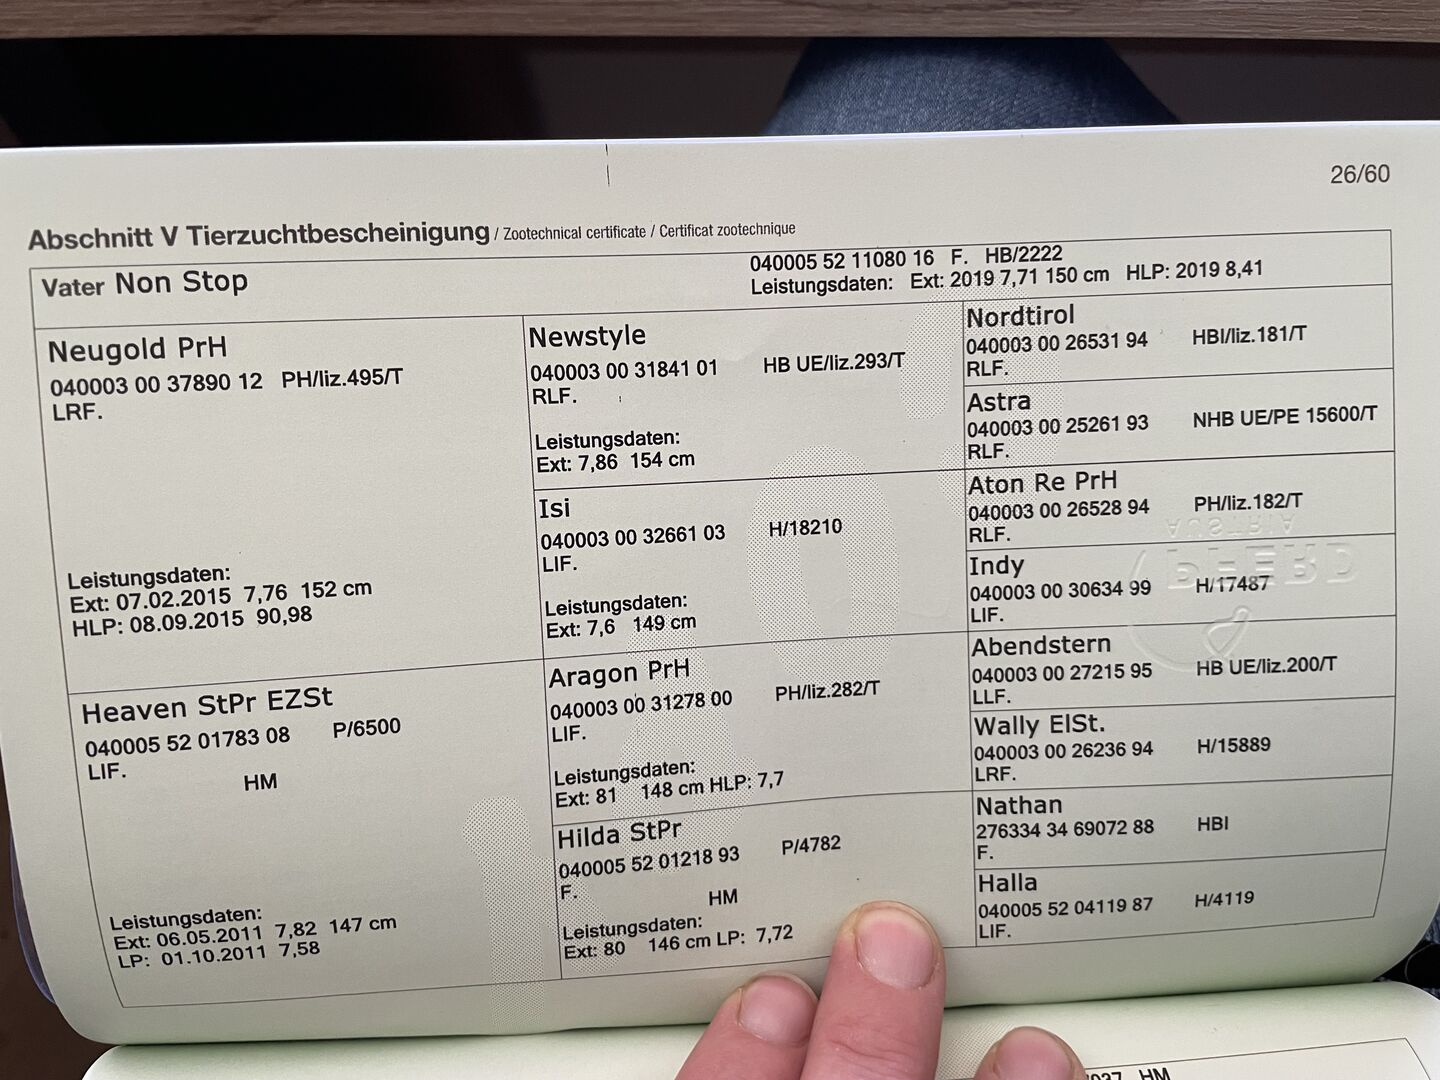 26/60
Abschnitt V Tierzuchtbescheinigung / Zootechnical certificate / Certificat zootechnique
Vater Non Stop
040005 52 11080 16 F. HB/2222
Leistungsdaten: Ext: 2019 7,71 150 cm HLP: 2019 8,41
Neugold PrH
040003 00 37890 12 PH/liz.495/T
LRF.
Leistungsdaten:
Ext: 07.02.2015 7,76 152 cm
HLP: 08.09.2015 90,98
Heaven StPr EZSt
040005 52 01783 08 P/6500
LIF.
HM
Leistungsdaten:
Ext: 06.05.2011 7,82 147 cm
LP: 01.10.2011 7,58
Newstyle
040003 00 31841 01 HB UE/liz.293/T
RLF.
Leistungsdaten:
Ext: 7,86 154 cm
Isi
040003 00 32661 03 H/18210
LIF.
Leistungsdaten:
Ext: 7,6 149 cm
Aragon PrH
040003 00 31278 00 PH/liz.282/T
LIF.
Leistungsdaten:
Ext: 81 148 cm HLP: 7,7
Hilda StPr
040005 52 01218 93 P/4782
F.
HM
Leistungsdaten:
Ext: 80 146 cm LP: 7,72
Nordtirol
040003 00 26531 94 HBI/liz.181/T
RLF.
Astra
040003 00 25261 93 NHB UE/PE 15600/T
RLF.
Aton Re PrH
040003 00 26528 94 PH/liz.182/T
RLF.
Indy
040003 00 30634 99 H/17487
LIF.
Abendstern
040003 00 27215 95 HB UE/liz.200/T
LLF.
Wally ElSt.
040003 00 26236 94 H/15889
LRF.
Nathan
276334 34 69072 88 HBI
F.
Halla
040005 52 04119 87 H/4119
LIF.
PFERD
AUSTRIA
HM